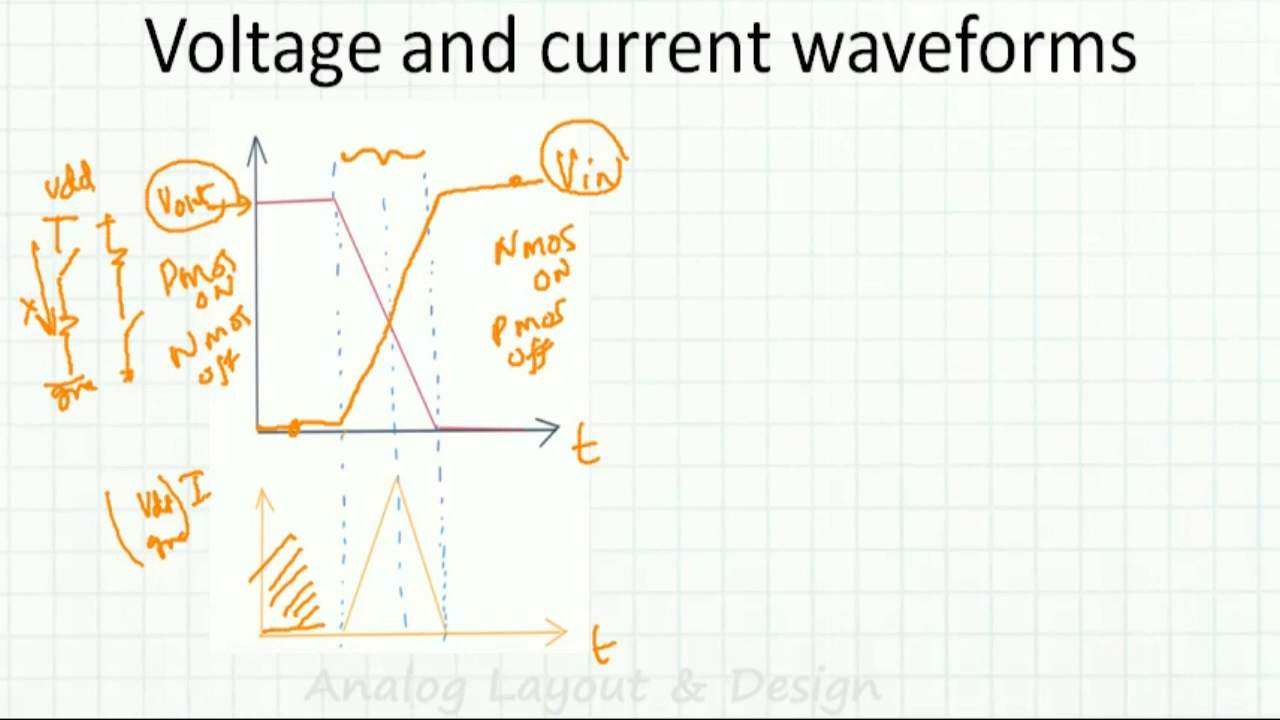 Voltage and current waveforms
Vin
Vdd
Vout
NMOS
ON
PMOS
ON
PMOS
off
NMOS
off
gnd
t
I
Vdd
gnd
t
Analog Layout & Design